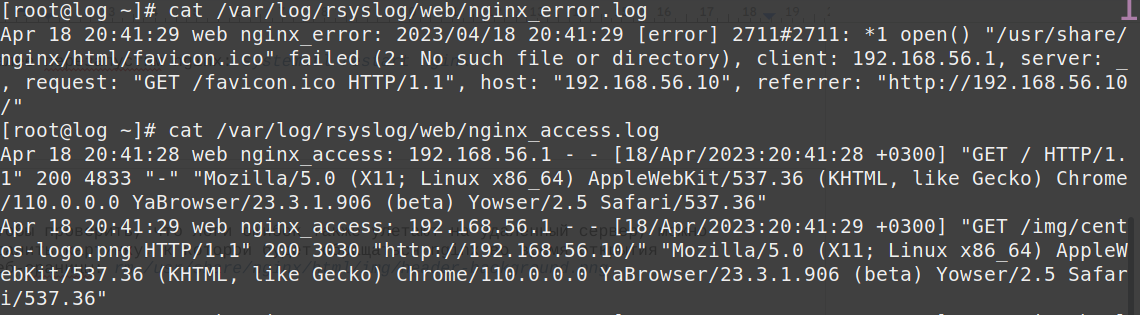 [root@log ~]# cat /var/log/rsyslog/web/nginx_error.log
Apr 18 20:41:29 web nginx_error: 2023/04/18 20:41:29 [error] 2711#2711: *1 open() "/usr/share/
nginx/html/favicon.ico" failed (2: No such file or directory), client: 192.168.56.1, server: _
, request: "GET /favicon.ico HTTP/1.1", host: "192.168.56.10", referrer: "http://192.168.56.10
/"
[root@log ~]# cat /var/log/rsyslog/web/nginx_access.log
Apr 18 20:41:28 web nginx_access: 192.168.56.1 - - [18/Apr/2023:20:41:28 +0300] "GET / HTTP/1.
1" 200 4833 "-" "Mozilla/5.0 (X11; Linux x86_64) AppleWebKit/537.36 (KHTML, like Gecko) Chrome
/110.0.0.0 YaBrowser/23.3.1.906 (beta) Yowser/2.5 Safari/537.36"
Apr 18 20:41:29 web nginx_access: 192.168.56.1 - - [18/Apr/2023:20:41:29 +0300] "GET /img/cent
os-logo.png HTTP/1.1" 200 3030 "http://192.168.56.10/" "Mozilla/5.0 (X11; Linux x86_64) AppleW
ebKit/537.36 (KHTML, like Gecko) Chrome/110.0.0.0 YaBrowser/23.3.1.906 (beta) Yowser/2.5 Safar
i/537.36"